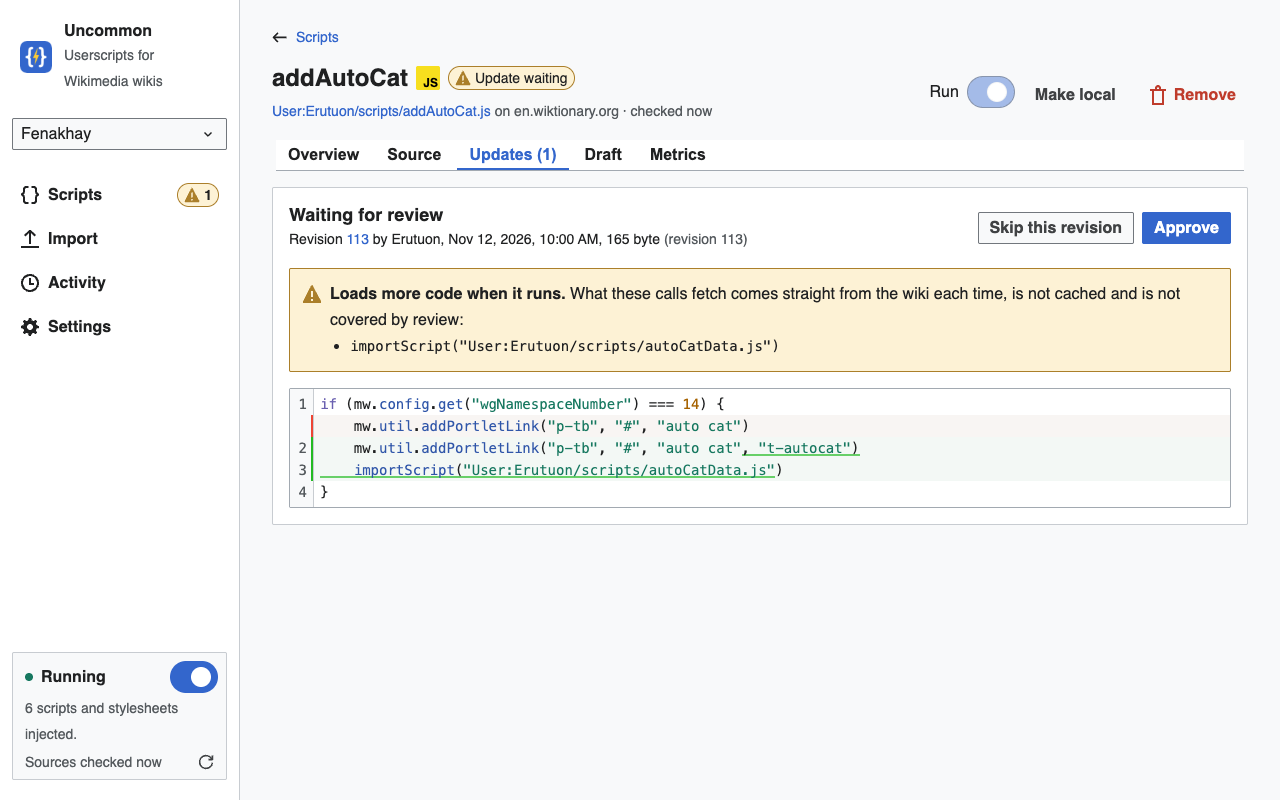 Uncommon
Userscripts for
Wikimedia wikis
Fenakhay
Scripts
1
Import
Activity
Settings
Running
6 scripts and stylesheets
injected.
Sources checked now
Scripts
addAutoCat
JS
Update waiting
User:Erutuon/scripts/addAutoCat.js on en.wiktionary.org · checked now
Run
Make local
Remove
Overview
Source
Updates (1)
Draft
Metrics
Waiting for review
Revision 113 by Erutuon, Nov 12, 2026, 10:00 AM, 165 byte (revision 113)
Skip this revision
Approve
Loads more code when it runs. What these calls fetch comes straight from the wiki each time, is not cached and is not
covered by review:
• importScript("User:Erutuon/scripts/autoCatData.js")
1 if (mw.config.get("wgNamespaceNumber") === 14) {
mw.util.addPortletLink("p-tb", "#", "auto cat")
2 mw.util.addPortletLink("p-tb", "#", "auto cat", "t-autocat")
3 importScript("User:Erutuon/scripts/autoCatData.js")
4 }